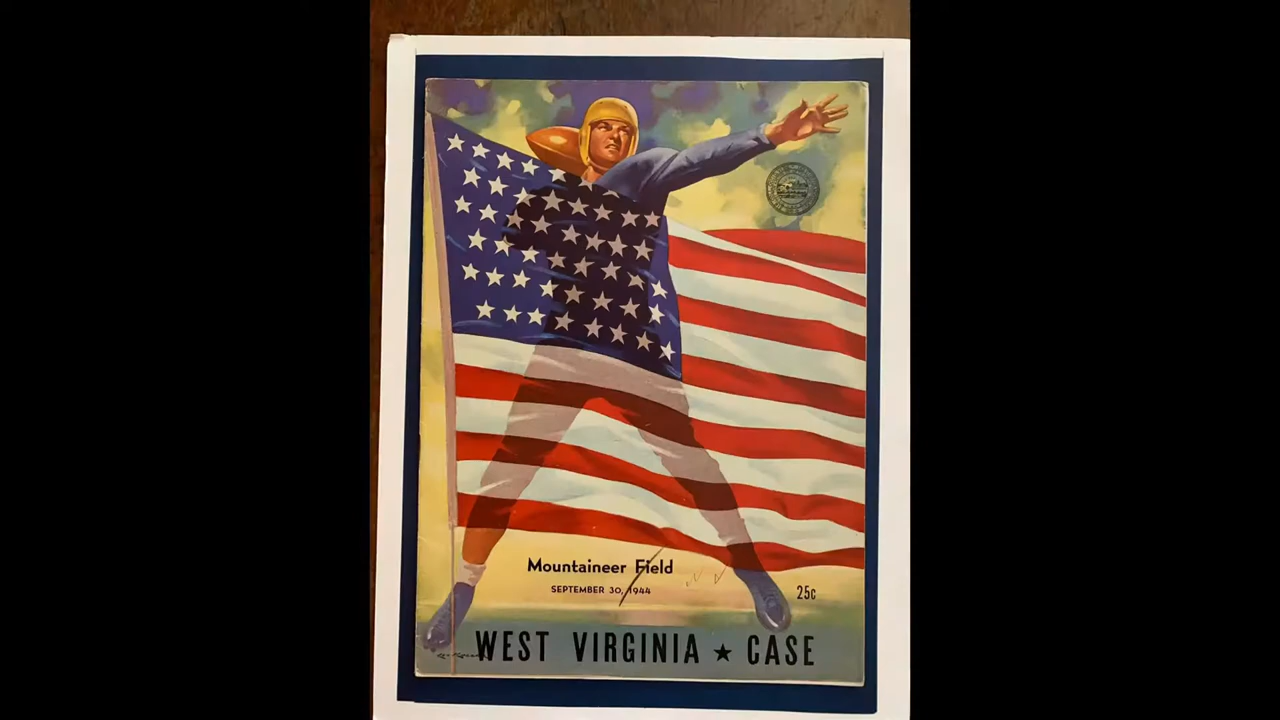 Mountaineer Field
SEPTEMBER 30, 1944
25c
WEST VIRGINIA ★ CASE